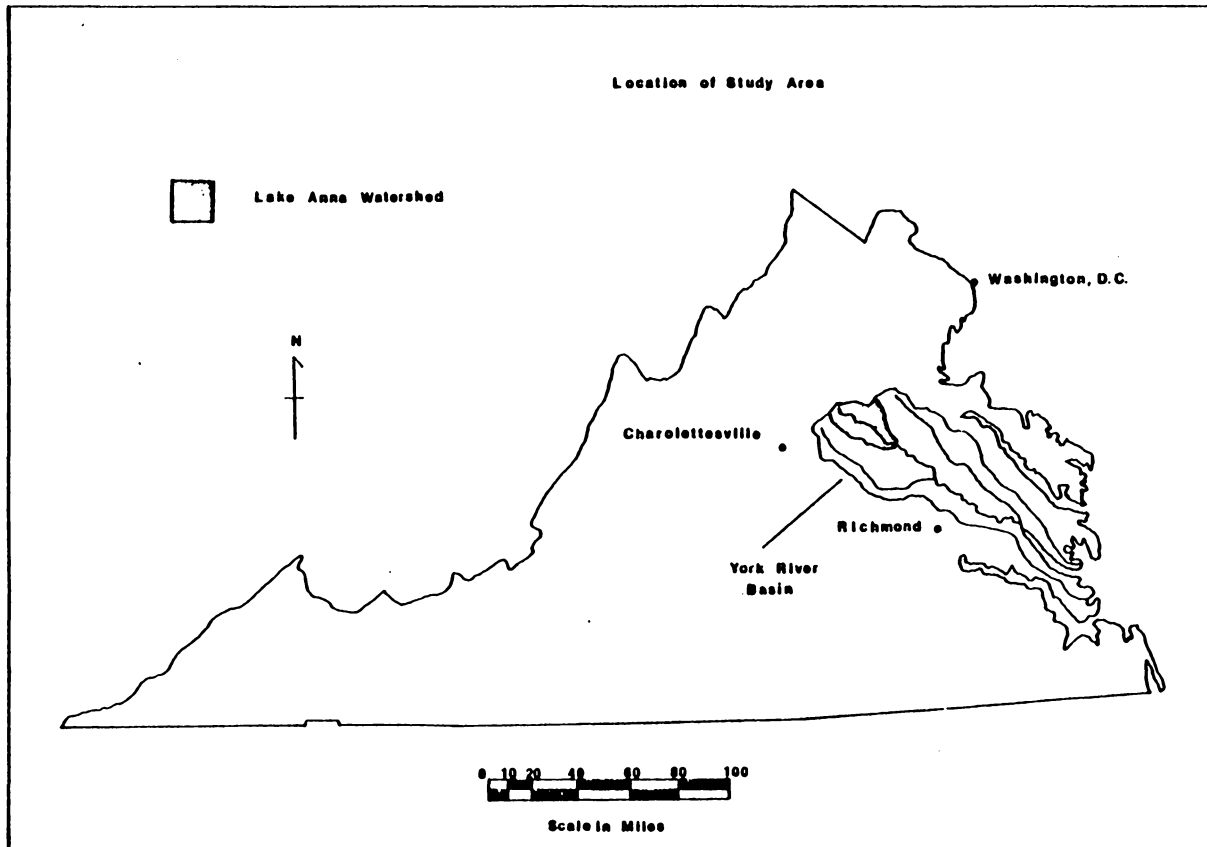 Location of Study Area
Lake Anna Watershed
Washington, D.C.
N
Charolettesville
Richmond
York River
Basin
0 10 20 40 60 80 100
Scale in Miles